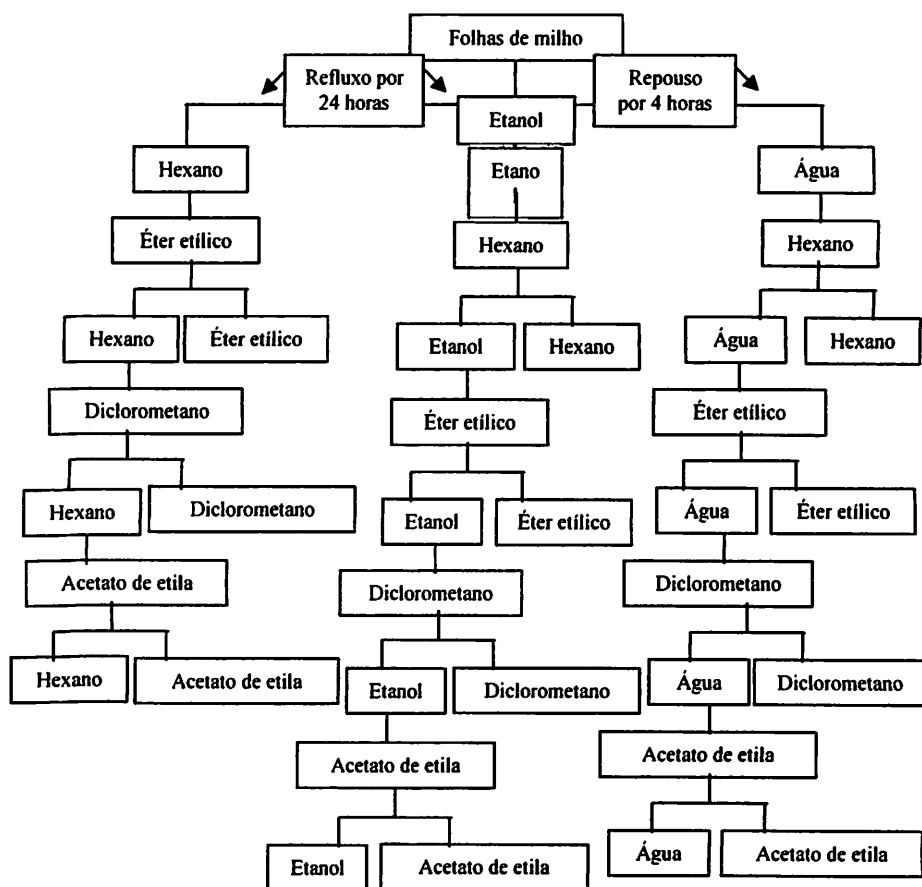 Folhas de milho
Refluxo por
24 horas
Repouso
por 4 horas
Etanol
Hexano
Etano
Água
Éter etílico
Hexano
Hexano
Hexano
Éter etílico
Etanol
Hexano
Água
Hexano
Diclorometano
Éter etílico
Éter etílico
Hexano
Diclorometano
Etanol
Éter etílico
Água
Éter etílico
Acetato de etila
Diclorometano
Diclorometano
Hexano
Acetato de etila
Etanol
Diclorometano
Água
Diclorometano
Acetato de etila
Acetato de etila
Etanol
Acetato de etila
Água
Acetato de etila